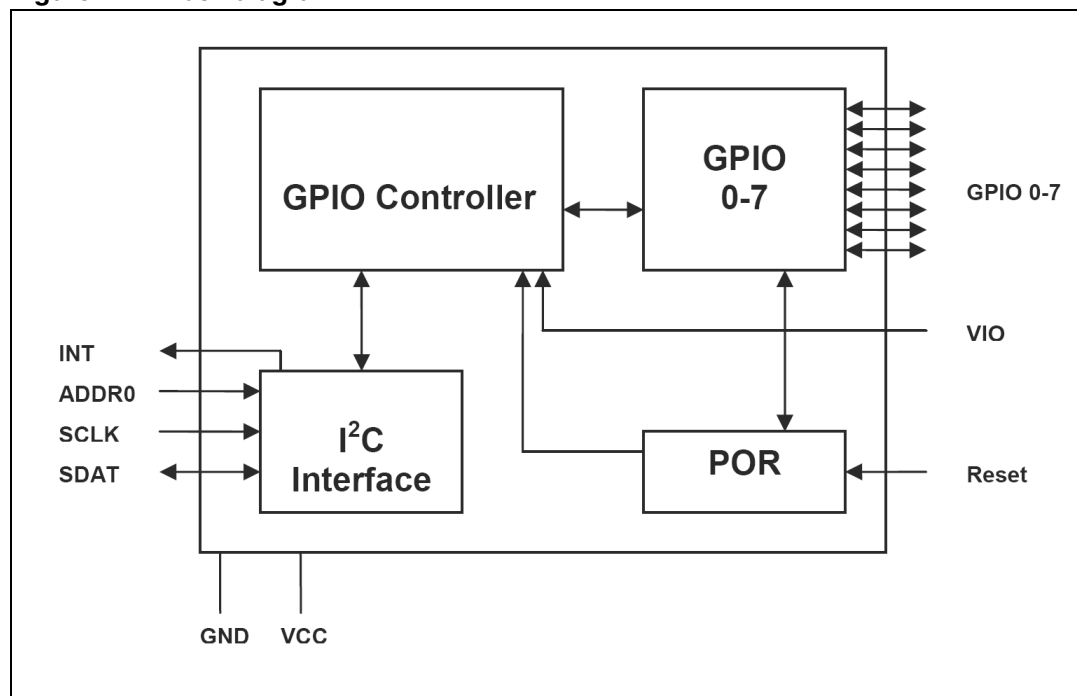 GPIO Controller
GPIO
0-7
GPIO 0-7
VIO
INT
ADDR0
SCLK
SDAT
I²C
Interface
POR
Reset
GND
VCC